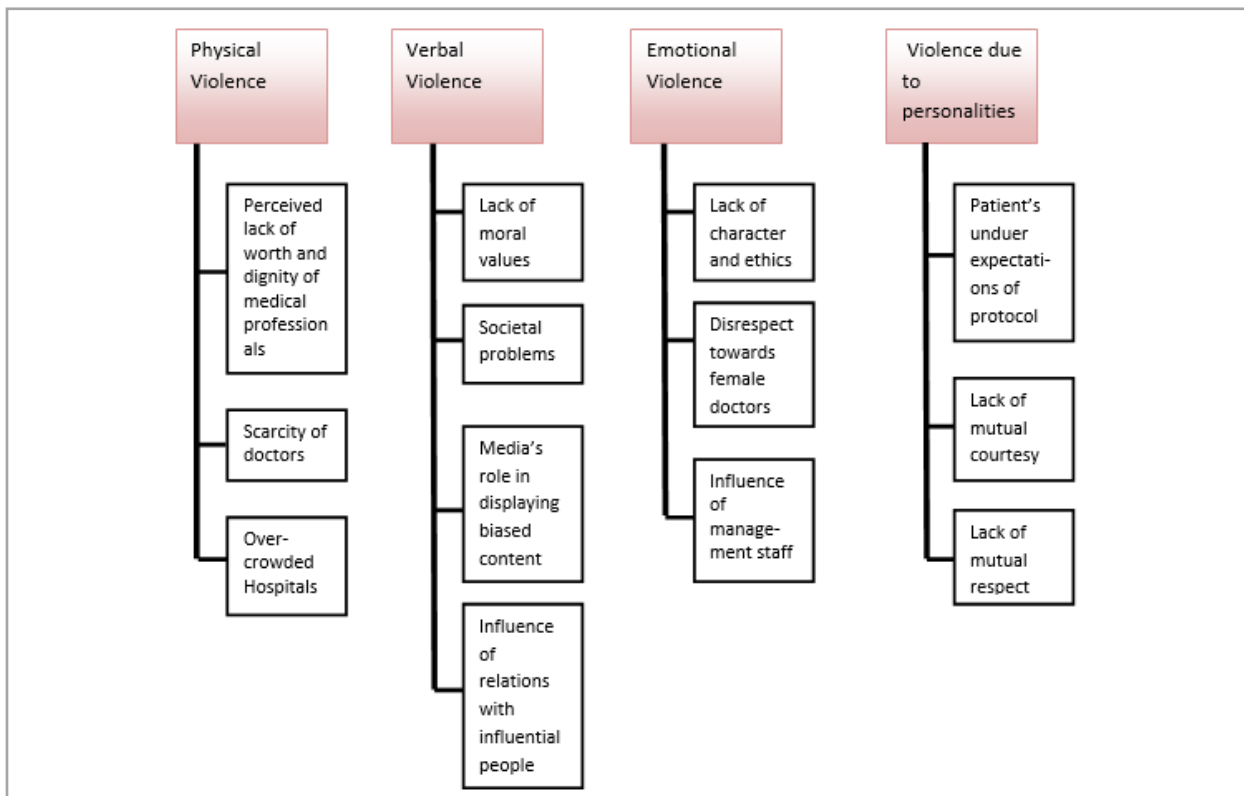 Physical
Violence
Perceived
lack of
worth and
dignity of
medical
profession
als
Scarcity of
doctors
Over-
crowded
Hospitals
Verbal
Violence
Lack of
moral
values
Societal
problems
Media’s
role in
displaying
biased
content
Influence
of
relations
with
influential
people
Emotional
Violence
Lack of
character
and ethics
Disrespect
towards
female
doctors
Influence
of
manage-
ment staff
Violence due
to
personalities
Patient’s
unduer
expectati-
ons of
protocol
Lack of
mutual
courtesy
Lack of
mutual
respect